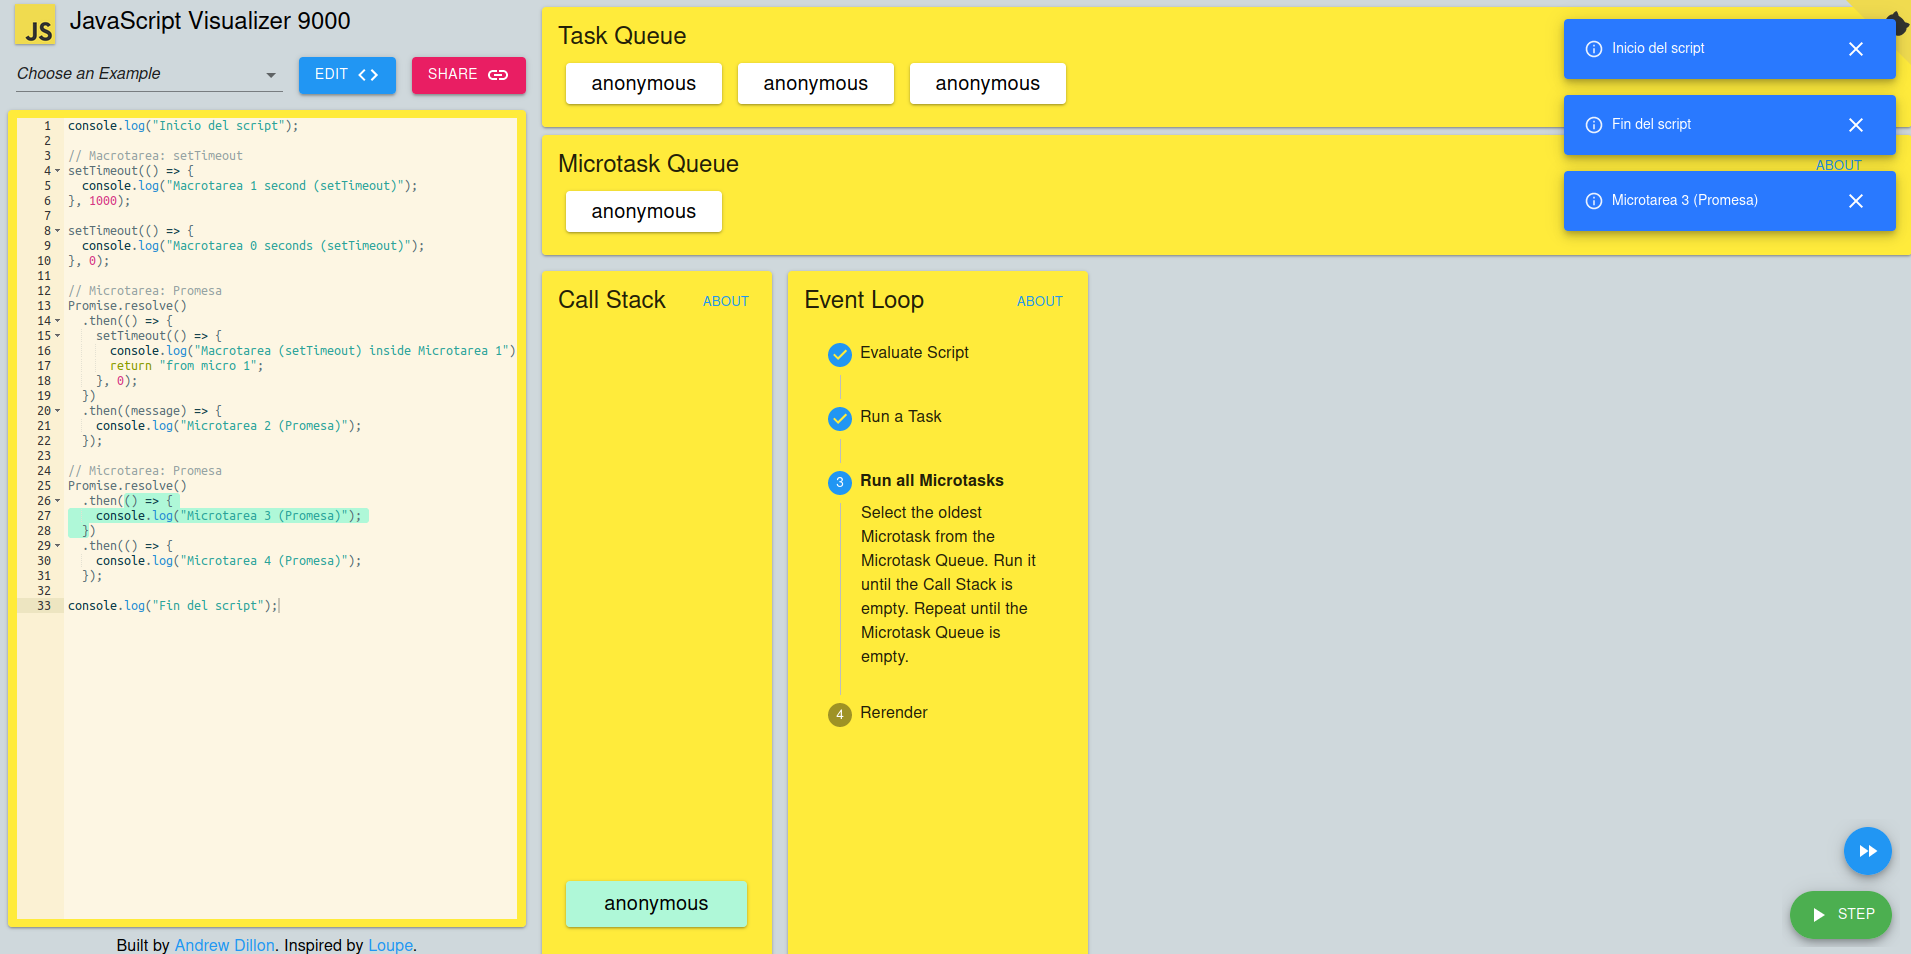 JS JavaScript Visualizer 9000
Choose an Example
EDIT
SHARE
1 console.log("Inicio del script");
2
3 // Macrotarea: setTimeout
4 setTimeout(() => {
5 console.log("Macrotarea 1 second (setTimeout)");
6 }, 1000);
7
8 setTimeout(() => {
9 console.log("Macrotarea 0 seconds (setTimeout)");
10 }, 0);
11
12 // Microtarea: Promesa
13 Promise.resolve()
14 .then(() => {
15 setTimeout(() => {
16 console.log("Macrotarea (setTimeout) inside Microtarea 1")
17 return "from micro 1";
18 }, 0);
19 })
20 .then((message) => {
21 console.log("Microtarea 2 (Promesa)");
22 });
23
24 // Microtarea: Promesa
25 Promise.resolve()
26 .then(() => {
27 console.log("Microtarea 3 (Promesa)");
28 })
29 .then(() => {
30 console.log("Microtarea 4 (Promesa)");
31 });
32
33 console.log("Fin del script");
Built by Andrew Dillon. Inspired by Loupe.
Task Queue
anonymous anonymous anonymous
Microtask Queue
ABOUT
anonymous
Inicio del script
Fin del script
Microtarea 3 (Promesa)
Call Stack ABOUT
anonymous
Event Loop ABOUT
Evaluate Script
Run a Task
3 Run all Microtasks
Select the oldest
Microtask from the
Microtask Queue. Run it
until the Call Stack is
empty. Repeat until the
Microtask Queue is
empty.
4 Rerender
STEP